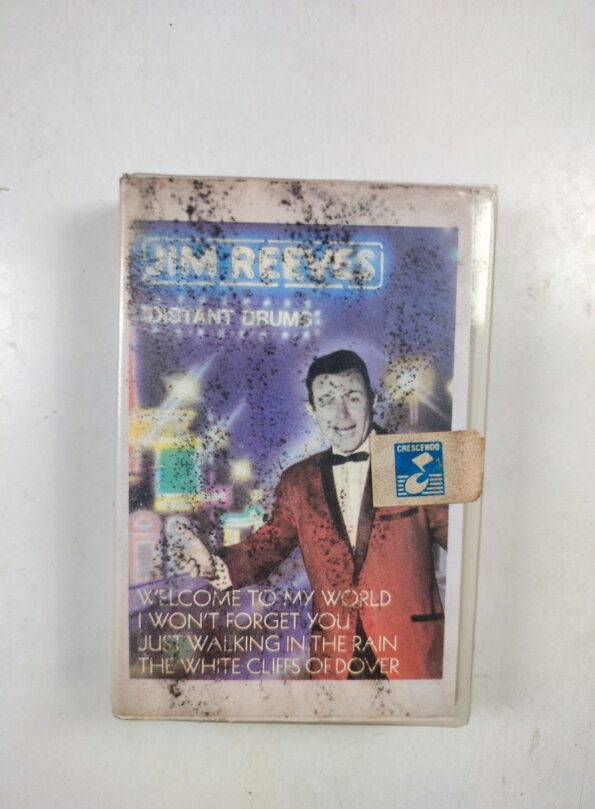 JIM REEVES
DISTANT DRUMS
CRESCENDO
WELCOME TO MY WORLD
I WON'T FORGET YOU
JUST WALKING IN THE RAIN
THE WHITE CLIFFS OF DOVER